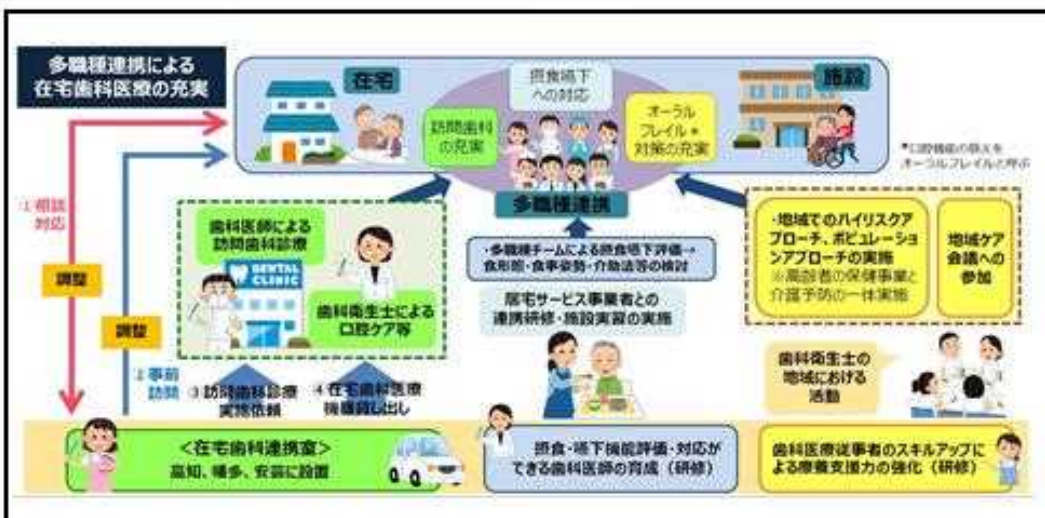 多職種連携による
在宅歯科医療の充実
在宅
摂食嚥下
への対応
施設
訪問歯科
の充実
オーラル
フレイル*
対策の充実
多職種連携
*口腔機能の衰えを
オーラルフレイルと呼ぶ
①相談
対応
調整
調整
②事前
訪問
歯科医師による
訪問歯科診療
DENTAL
CLINIC
歯科衛生士による
口腔ケア等
③訪問歯科診療
実施依頼
④在宅歯科医療
機器貸し出し
・多職種チームによる摂食嚥下評価→
食形態・食事姿勢・介助法等の検討
居宅サービス事業者との
連携研修・施設実習の実施
・地域でのハイリスクア
プローチ、ポピュレーショ
ンアプローチの実施
※高齢者の保健事業と
介護予防の一体実施
地域ケア
会議への
参加
歯科衛生士の
地域における
活動
<在宅歯科連携室>
高知、幡多、安芸に設置
摂食・嚥下機能評価・対応が
できる歯科医師の育成（研修）
歯科医療従事者のスキルアップに
よる療養支援力の強化（研修）